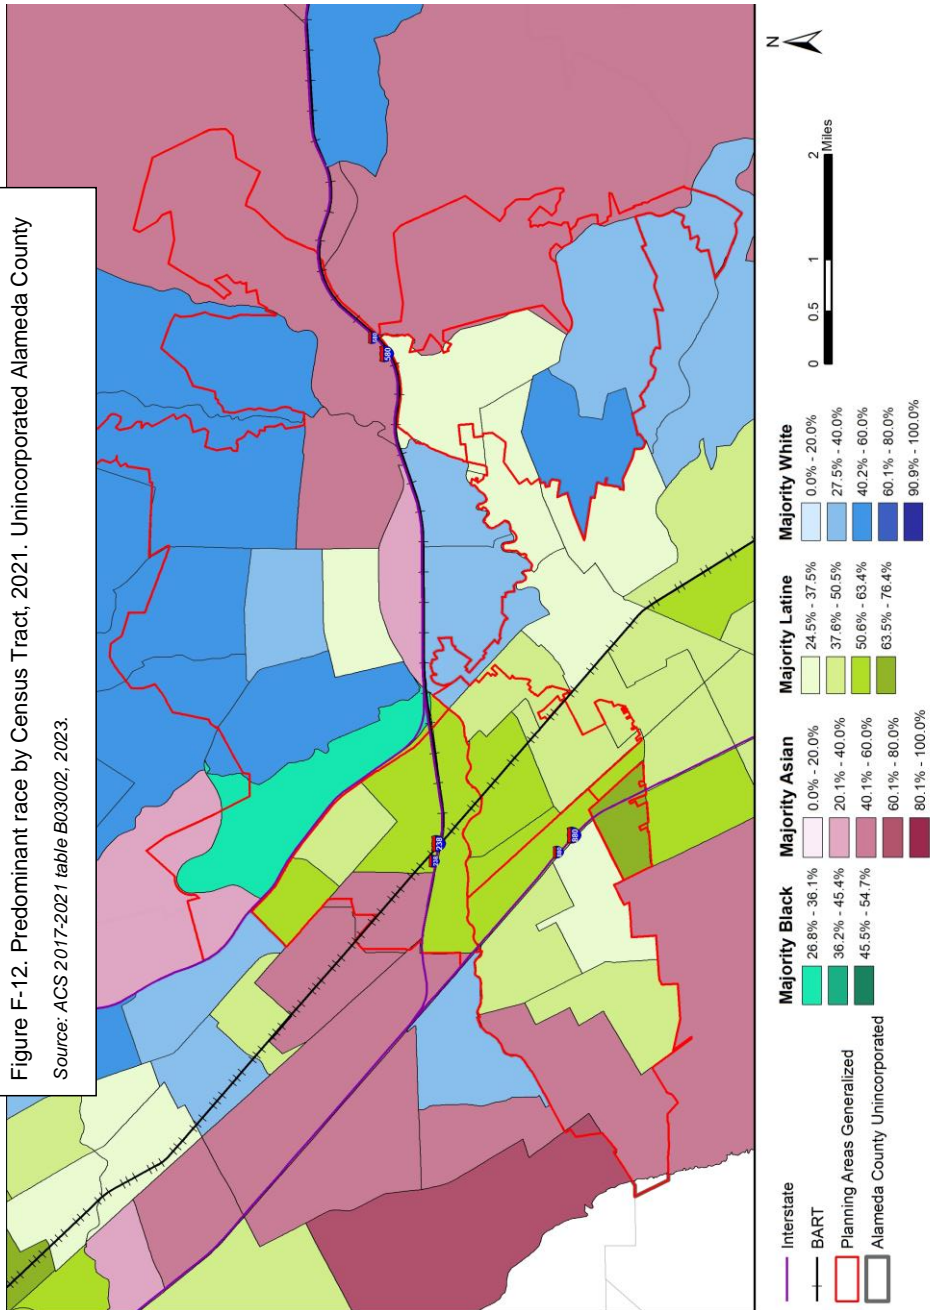 Figure F-12. Predominant race by Census Tract, 2021. Unincorporated Alameda County
Source: ACS 2017-2021 table B03002, 2023.
580
238
N
0
0.5
1
2
Miles
Interstate
BART
Planning Areas Generalized
Alameda County Unincorporated
Majority Black
26.8% - 36.1%
36.2% - 45.4%
45.5% - 54.7%
Majority Asian
0.0% - 20.0%
20.1% - 40.0%
40.1% - 60.0%
60.1% - 80.0%
80.1% - 100.0%
Majority Latine
24.5% - 37.5%
37.6% - 50.5%
50.6% - 63.4%
63.5% - 76.4%
Majority White
0.0% - 20.0%
27.5% - 40.0%
40.2% - 60.0%
60.1% - 80.0%
90.9% - 100.0%